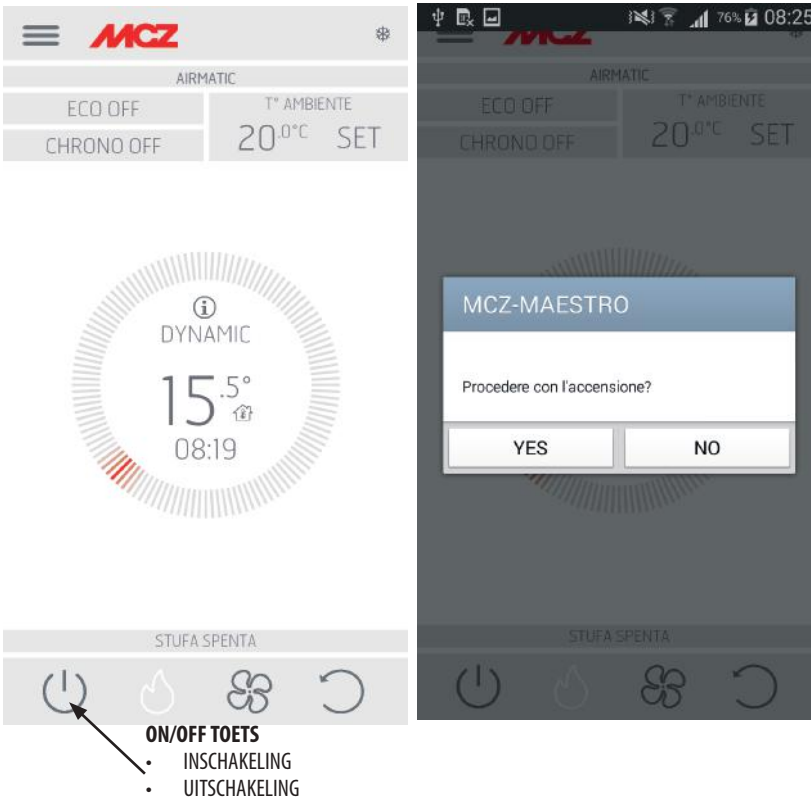 MCZ
AIRMATIC
ECO OFF
T° AMBIENTE
CHRONO OFF
20.0°C SET
i
DYNAMIC
15.5°
08:19
STUFA SPENTA
ON/OFF TOETS
• INSCHAKELING
• UITSCHAKELING
76% 08:25
MCZ
AIRMATIC
ECO OFF
T° AMBIENTE
CHRONO OFF
20.0°C SET
MCZ-MAESTRO
Procedere con l'accensione?
YES NO
STUFA SPENTA